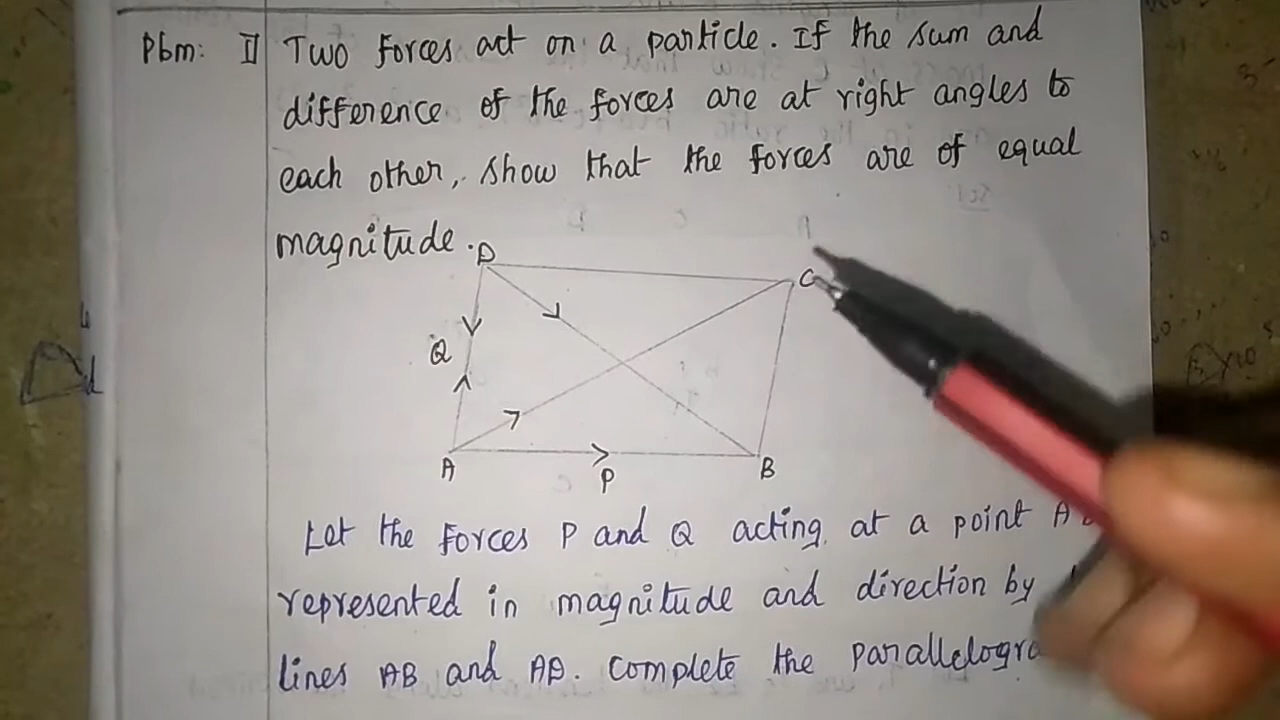 Pbm: II Two Forces act on a particle. If the sum and
difference of the forces are at right angles to
each other, show that the forces are of equal
magnitude.
D
C
Q
A
P
B
Let the forces P and Q acting at a point A
represented in magnitude and direction by
lines AB and AD. Complete the